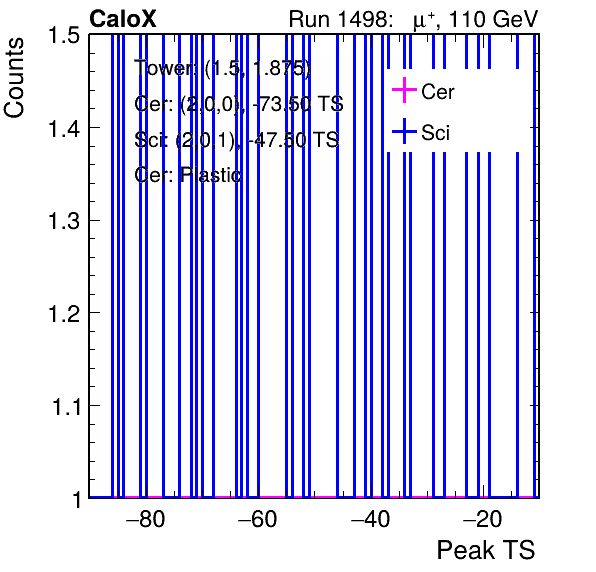 CaloX Run 1498: μ⁺, 110 GeV
Counts
1.5
1.4
1.3
1.2
1.1
1
Tower: (1.5, 1.875)
Cer: (2,0,0), -73.50 TS
Sci: (2,0,1), -47.50 TS
Cer: Plastic
Cer
Sci
−80 −60 −40 −20
Peak TS